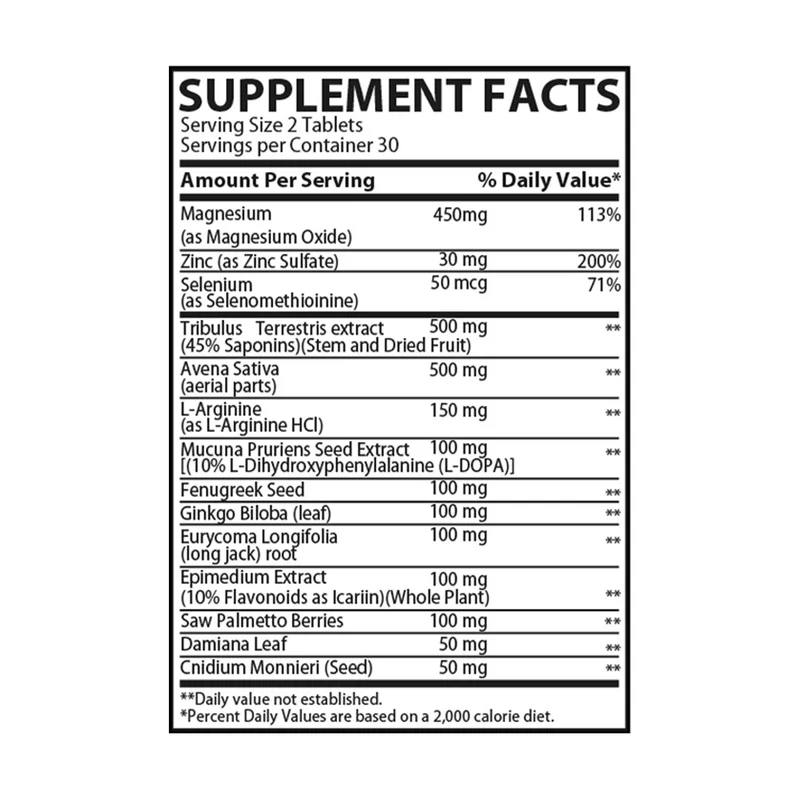 SUPPLEMENT FACTS
Serving Size 2 Tablets
Servings per Container 30
Amount Per Serving % Daily Value*
Magnesium 450mg 113%
(as Magnesium Oxide)
Zinc (as Zinc Sulfate) 30 mg 200%
Selenium 50 mcg 71%
(as Selenomethioinine)
Tribulus Terrestris extract 500 mg **
(45% Saponins)(Stem and Dried Fruit)
Avena Sativa 500 mg **
(aerial parts)
L-Arginine 150 mg **
(as L-Arginine HCl)
Mucuna Pruriens Seed Extract 100 mg **
[(10% L-Dihydroxyphenylalanine (L-DOPA)]
Fenugreek Seed 100 mg **
Ginkgo Biloba (leaf) 100 mg **
Eurycoma Longifolia 100 mg **
(long jack) root
Epimedium Extract 100 mg
(10% Flavonoids as Icariin)(Whole Plant) **
Saw Palmetto Berries 100 mg **
Damiana Leaf 50 mg **
Cnidium Monnieri (Seed) 50 mg **
**Daily value not established.
*Percent Daily Values are based on a 2,000 calorie diet.